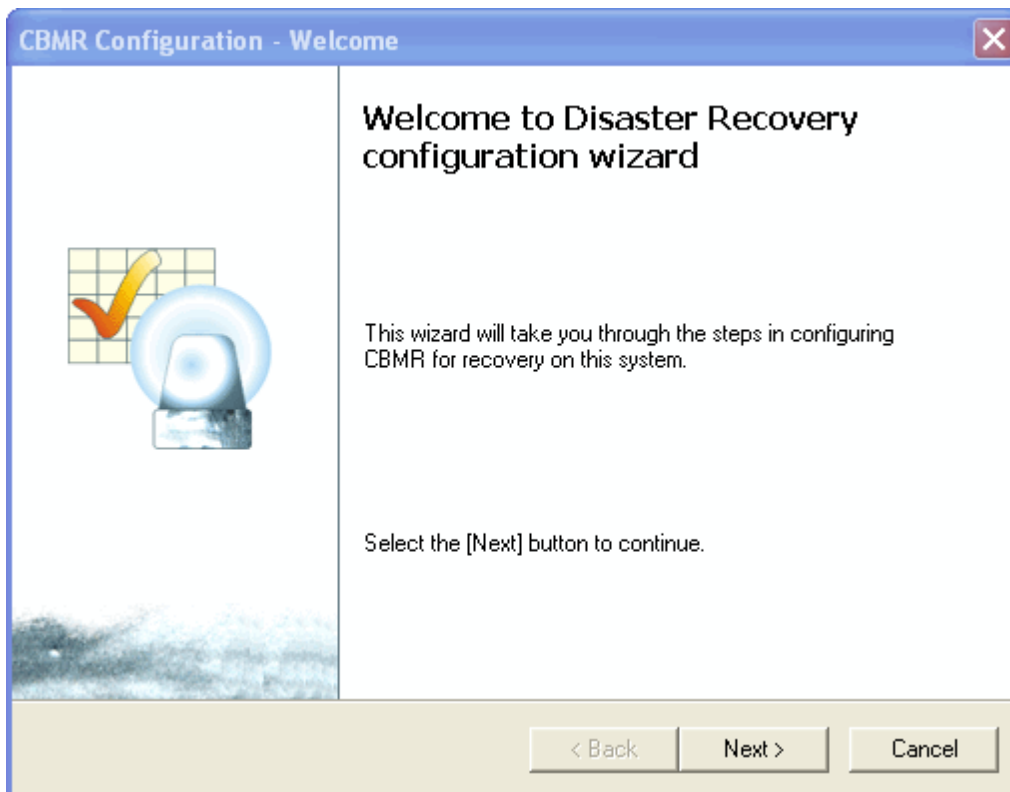 CBMR Configuration - Welcome
Welcome to Disaster Recovery
configuration wizard
This wizard will take you through the steps in configuring
CBMR for recovery on this system.
Select the [Next] button to continue.
< Back
Next >
Cancel